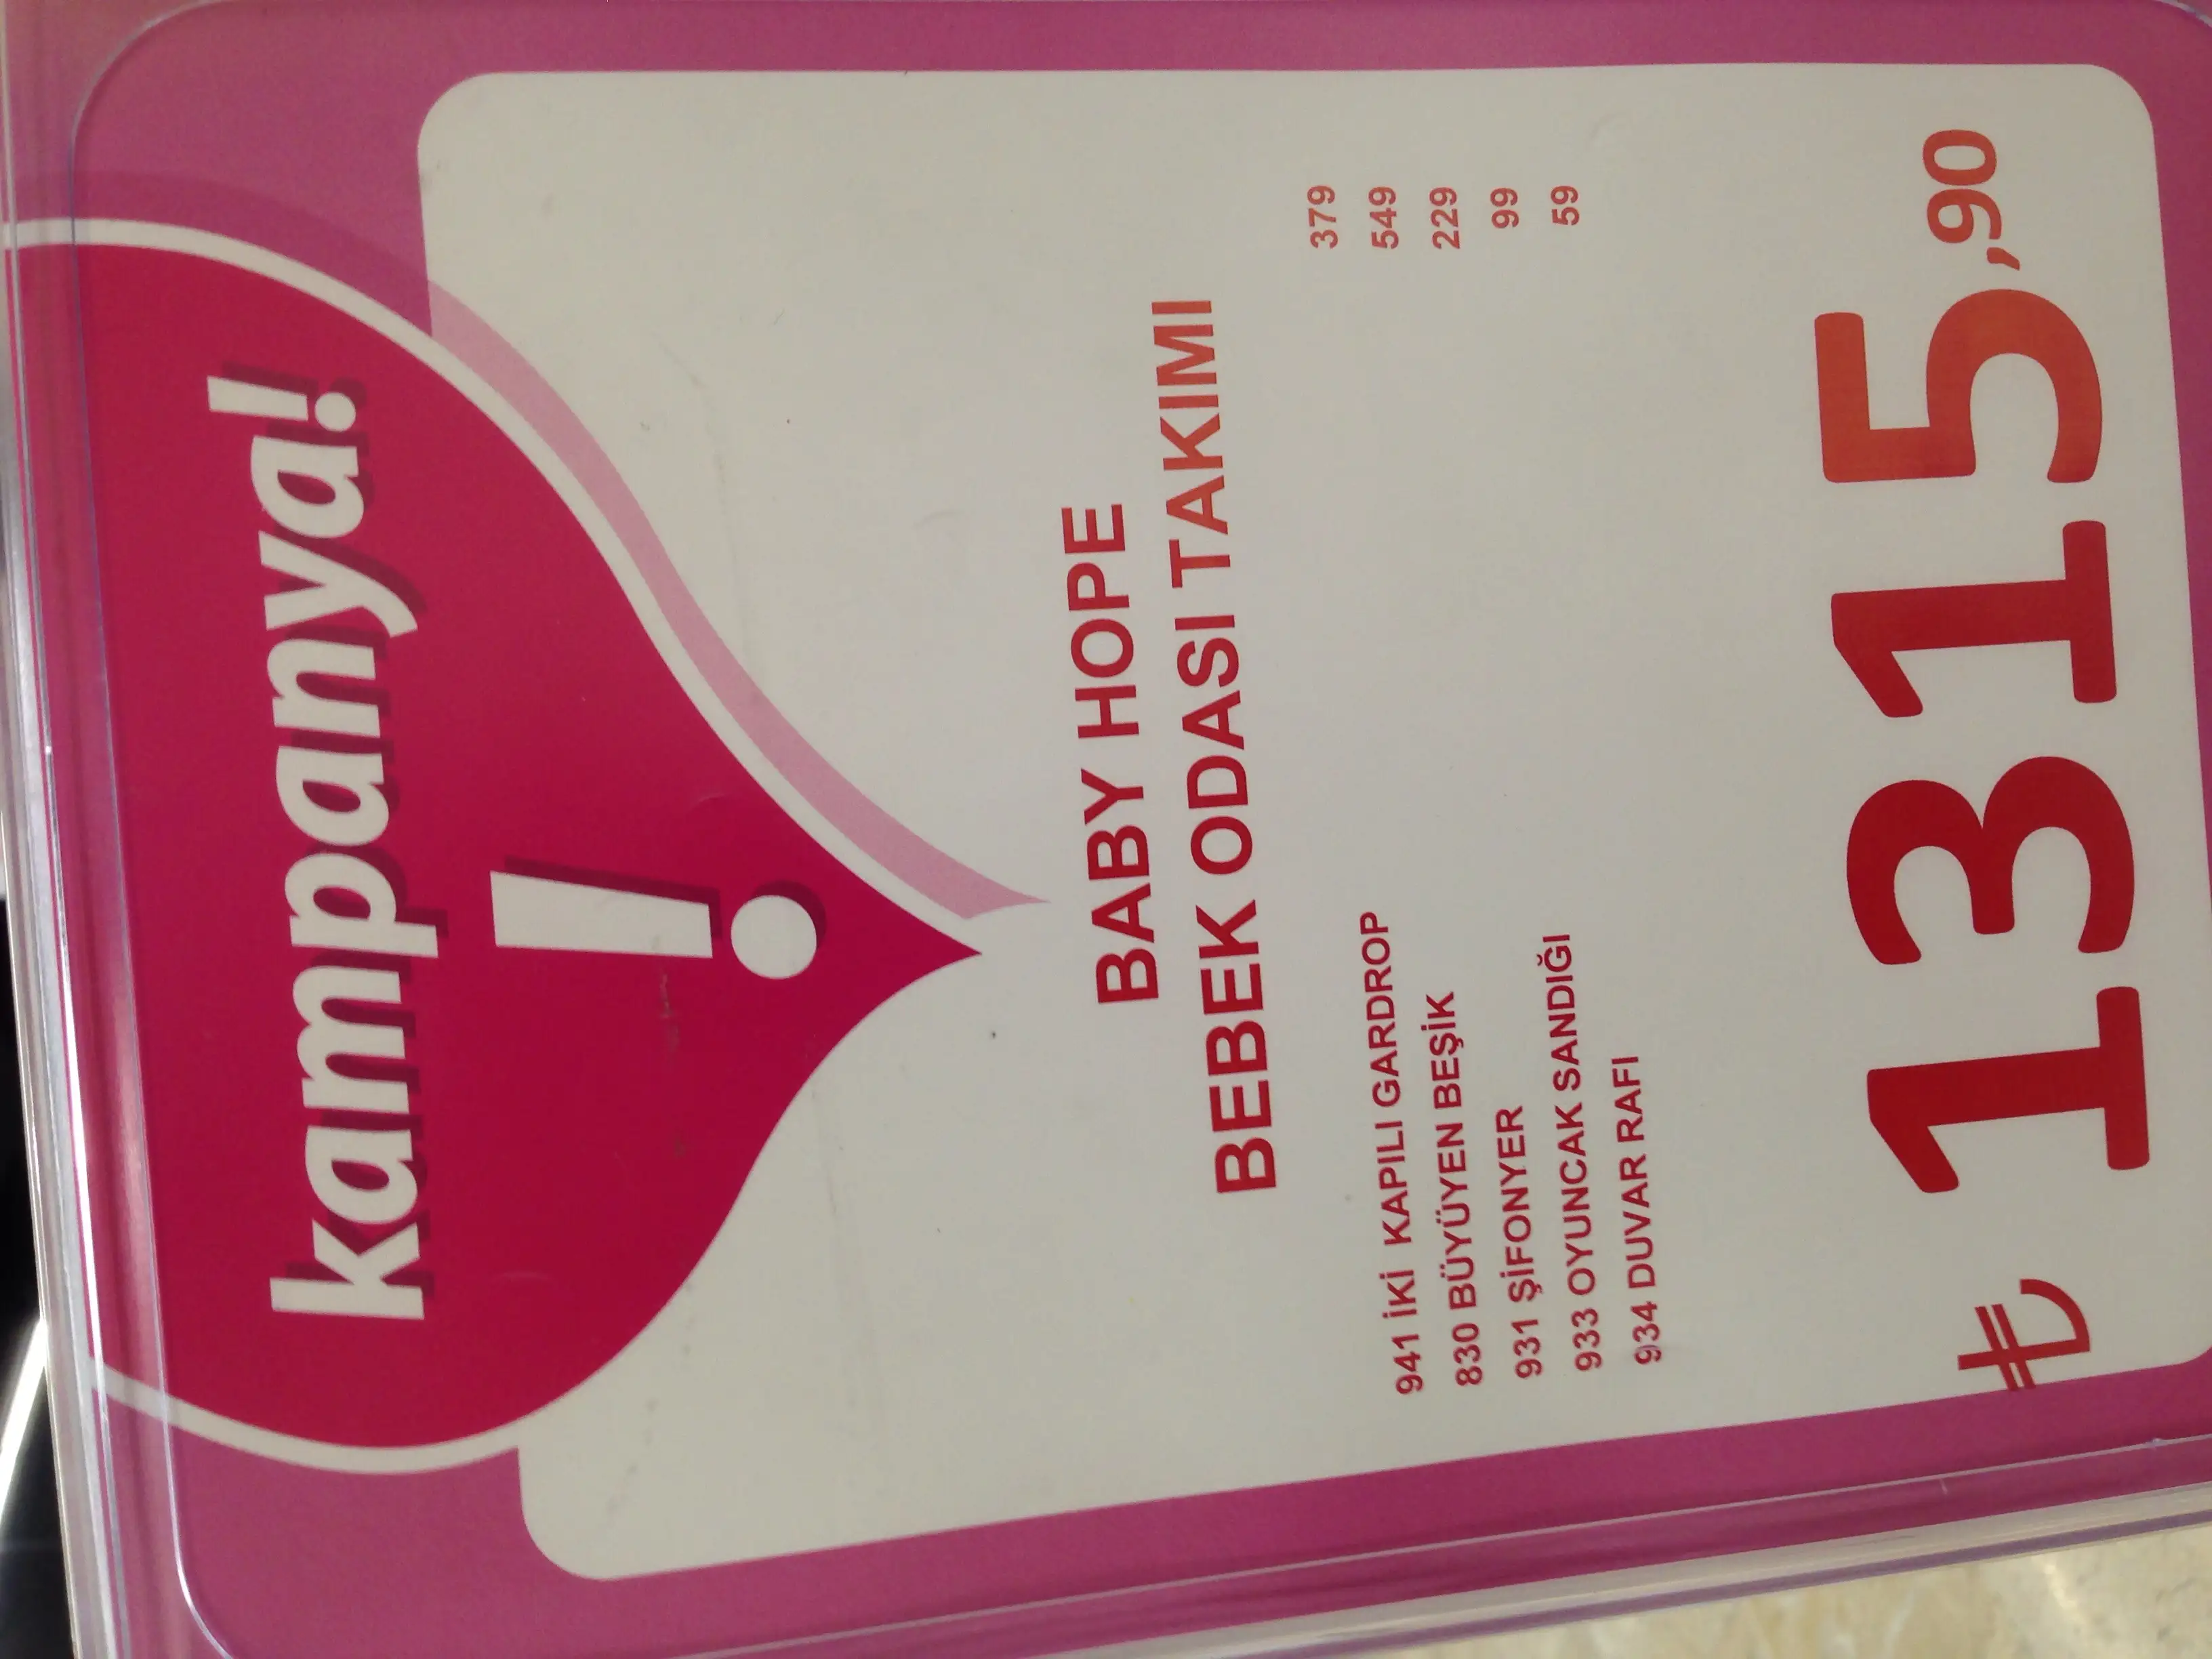 kampanya!
!
BABY HOPE
BEBEK ODASI TAKIMI
941 İKİ KAPILI GARDROP 379
830 BÜYÜYEN BEŞİK 549
931 ŞİFONYER 229
933 OYUNCAK SANDIĞI 99
934 DUVAR RAFI 59
₺ 1315,90